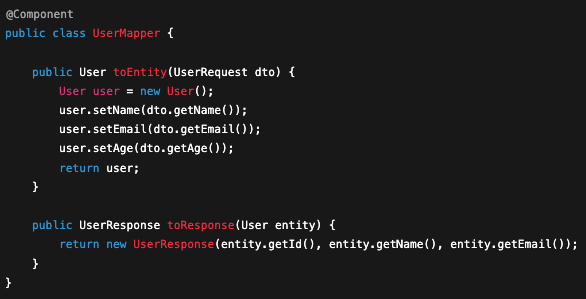 @Component
public class UserMapper {
    public User toEntity(UserRequest dto) {
        User user = new User();
        user.setName(dto.getName());
        user.setEmail(dto.getEmail());
        user.setAge(dto.getAge());
        return user;
    }
    public UserResponse toResponse(User entity) {
        return new UserResponse(entity.getId(), entity.getName(), entity.getEmail());
    }
}